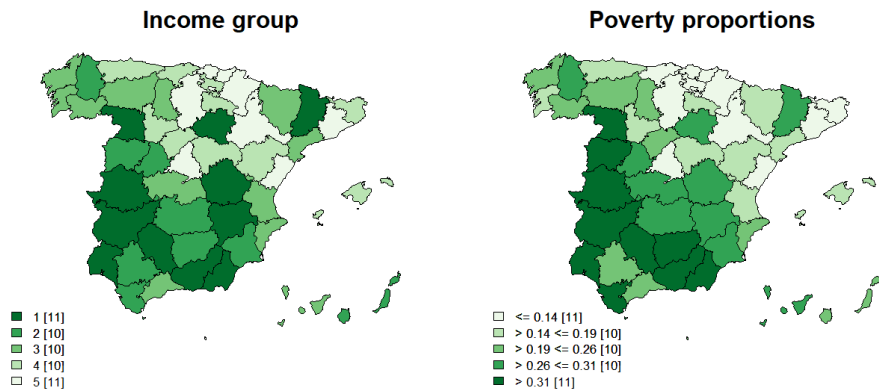 Income group
Poverty proportions
1 [11]
2 [10]
3 [10]
4 [10]
5 [11]
<= 0.14 [11]
> 0.14 <= 0.19 [10]
> 0.19 <= 0.26 [10]
> 0.26 <= 0.31 [10]
> 0.31 [11]